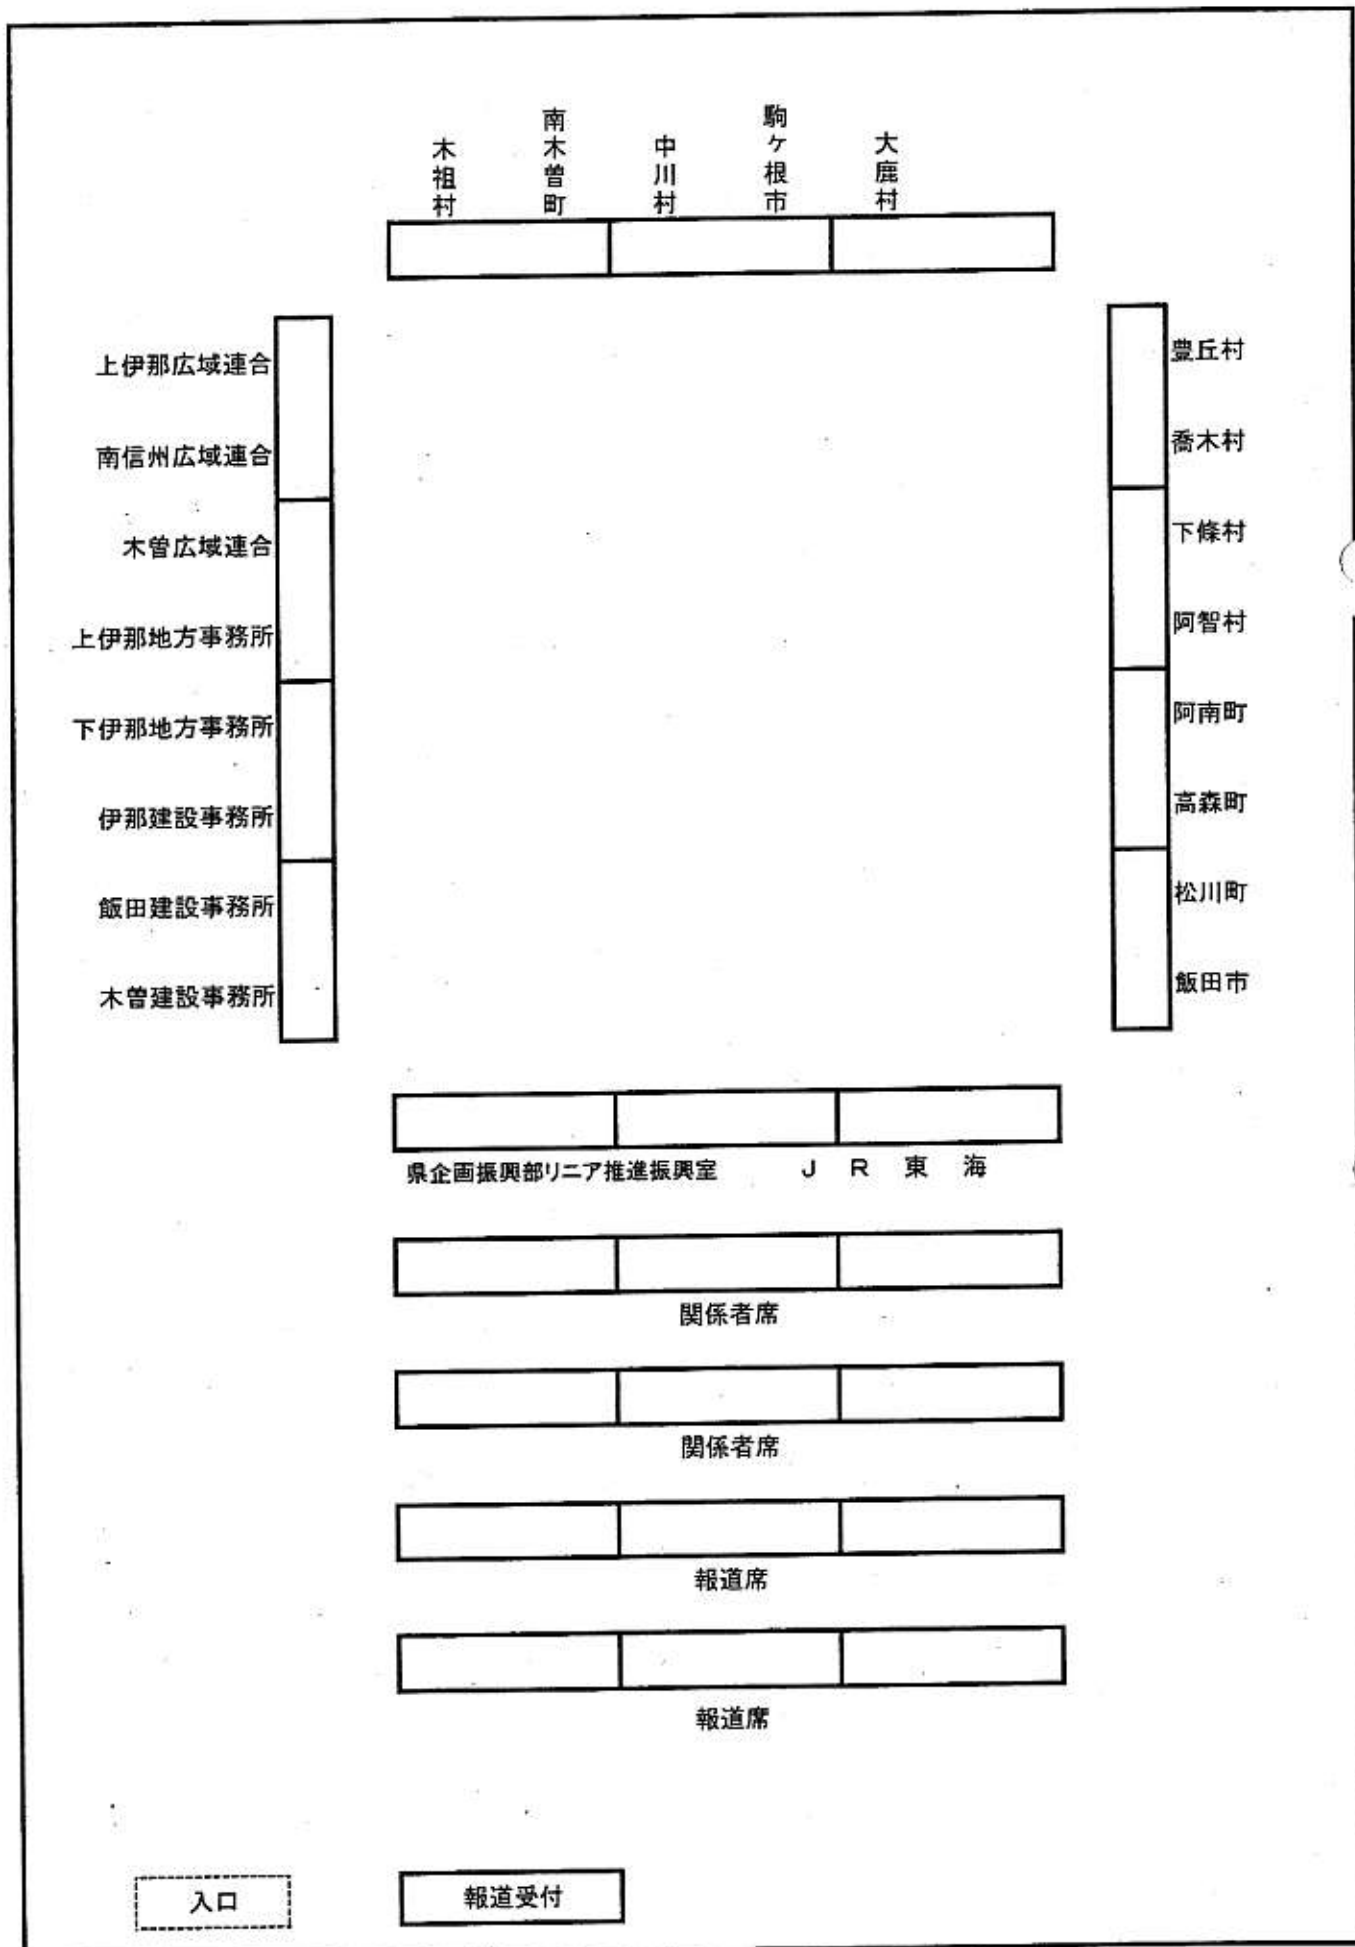 木祖村
南木曽町
中川村
駒ヶ根市
大鹿村
上伊那広域連合
南信州広域連合
木曽広域連合
上伊那地方事務所
下伊那地方事務所
伊那建設事務所
飯田建設事務所
木曽建設事務所
豊丘村
喬木村
下條村
阿智村
阿南町
高森町
松川町
飯田市
県企画振興部リニア推進振興室
ＪＲ東海
関係者席
関係者席
報道席
報道席
入口
報道受付